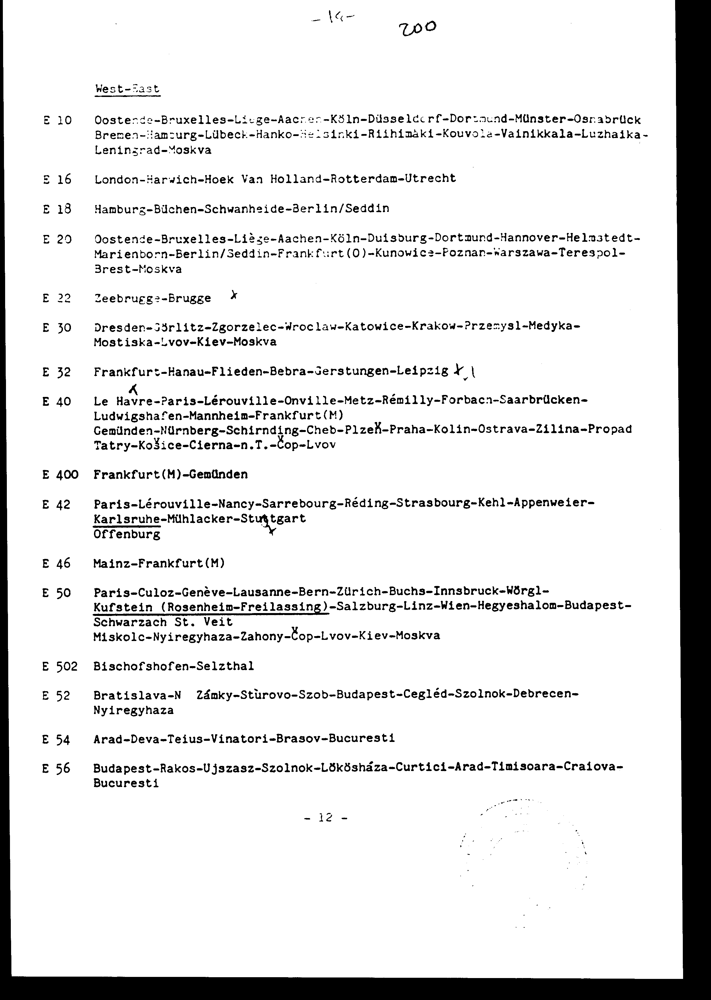 200
West-East
E 10 Oostende-Bruxelles-Liège-Aachen-Köln-Düsseldorf-Dortmund-Münster-Osnabrück
Bremen-Hamburg-Lübeck-Hanko-Helsinki-Riihimäki-Kouvola-Vainikkala-Luzhaika-
Leningrad-Moskva
E 16 London-Harwich-Hoek Van Holland-Rotterdam-Utrecht
E 18 Hamburg-Büchen-Schwanheide-Berlin/Seddin
E 20 Oostende-Bruxelles-Liège-Aachen-Köln-Duisburg-Dortmund-Hannover-Helmstedt-
Marienborn-Berlin/Seddin-Frankfurt(O)-Kunowice-Poznan-Warszawa-Terespol-
Brest-Moskva
E 22 Zeebrugge-Brugge
E 30 Dresden-Görlitz-Zgorzelec-Wroclaw-Katowice-Krakow-Przemysl-Medyka-
Mostiska-Lvov-Kiev-Moskva
E 32 Frankfurt-Hanau-Flieden-Bebra-Gerstungen-Leipzig
E 40 Le Havre-Paris-Lérouville-Onville-Metz-Rémilly-Forbach-Saarbrücken-
Ludwigshafen-Mannheim-Frankfurt(M)
Gemünden-Nürnberg-Schirnding-Cheb-Plzeň-Praha-Kolin-Ostrava-Zilina-Propad
Tatry-Košice-Cierna-n.T.-Čop-Lvov
E 400 Frankfurt(M)-Gemünden
E 42 Paris-Lérouville-Nancy-Sarrebourg-Réding-Strasbourg-Kehl-Appenweier-
Karlsruhe-Mühlacker-Stuttgart
Offenburg
E 46 Mainz-Frankfurt(M)
E 50 Paris-Culoz-Genève-Lausanne-Bern-Zürich-Buchs-Innsbruck-Wörgl-
Kufstein (Rosenheim-Freilassing)-Salzburg-Linz-Wien-Hegyeshalom-Budapest-
Schwarzach St. Veit
Miskolc-Nyiregyhaza-Zahony-Čop-Lvov-Kiev-Moskva
E 502 Bischofshofen-Selzthal
E 52 Bratislava-N Zámky-Stùrovo-Szob-Budapest-Cegléd-Szolnok-Debrecen-
Nyiregyhaza
E 54 Arad-Deva-Teius-Vinatori-Brasov-Bucuresti
E 56 Budapest-Rakos-Ujszasz-Szolnok-Lökösháza-Curtici-Arad-Timisoara-Craiova-
Bucuresti
- 12 -